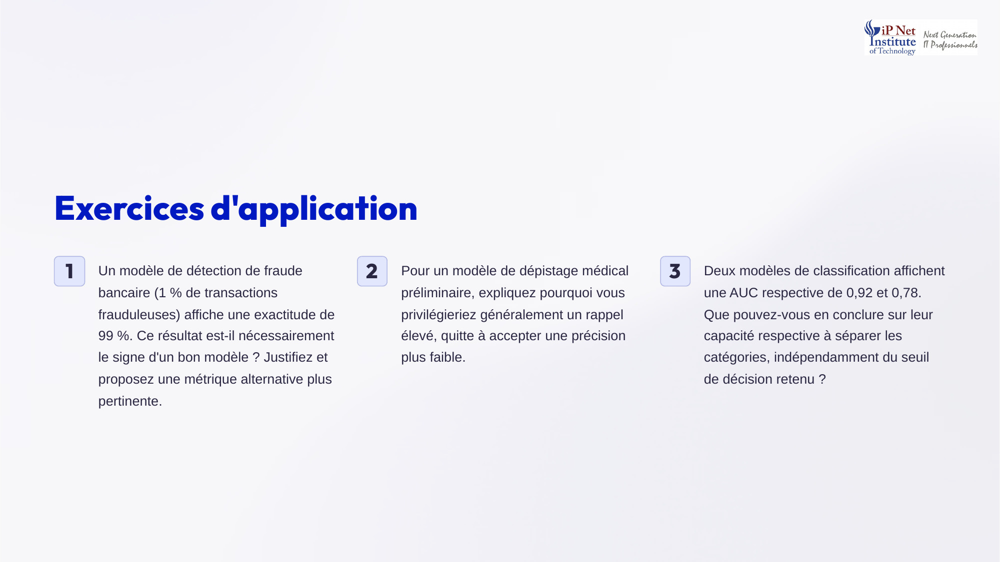 iP Net
Institute
of Technology
Next Generation
IT Professionnels
Exercices d'application
1
Un modèle de détection de fraude
bancaire (1 % de transactions
frauduleuses) affiche une exactitude de
99 %. Ce résultat est-il nécessairement
le signe d'un bon modèle ? Justifiez et
proposez une métrique alternative plus
pertinente.
2
Pour un modèle de dépistage médical
préliminaire, expliquez pourquoi vous
privilégieriez généralement un rappel
élevé, quitte à accepter une précision
plus faible.
3
Deux modèles de classification affichent
une AUC respective de 0,92 et 0,78.
Que pouvez-vous en conclure sur leur
capacité respective à séparer les
catégories, indépendamment du seuil
de décision retenu ?